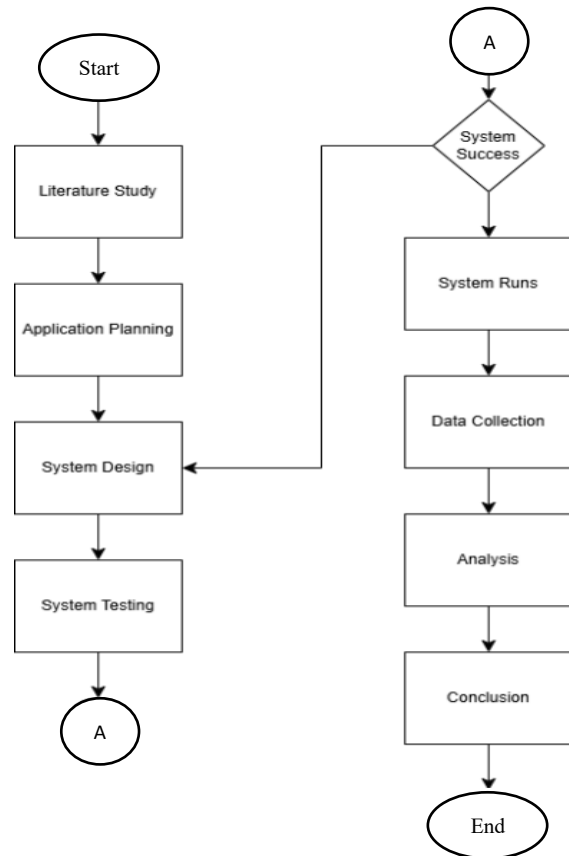 Start
Literature Study
Application Planning
System Design
System Testing
A
A
System
Success
System Runs
Data Collection
Analysis
Conclusion
End